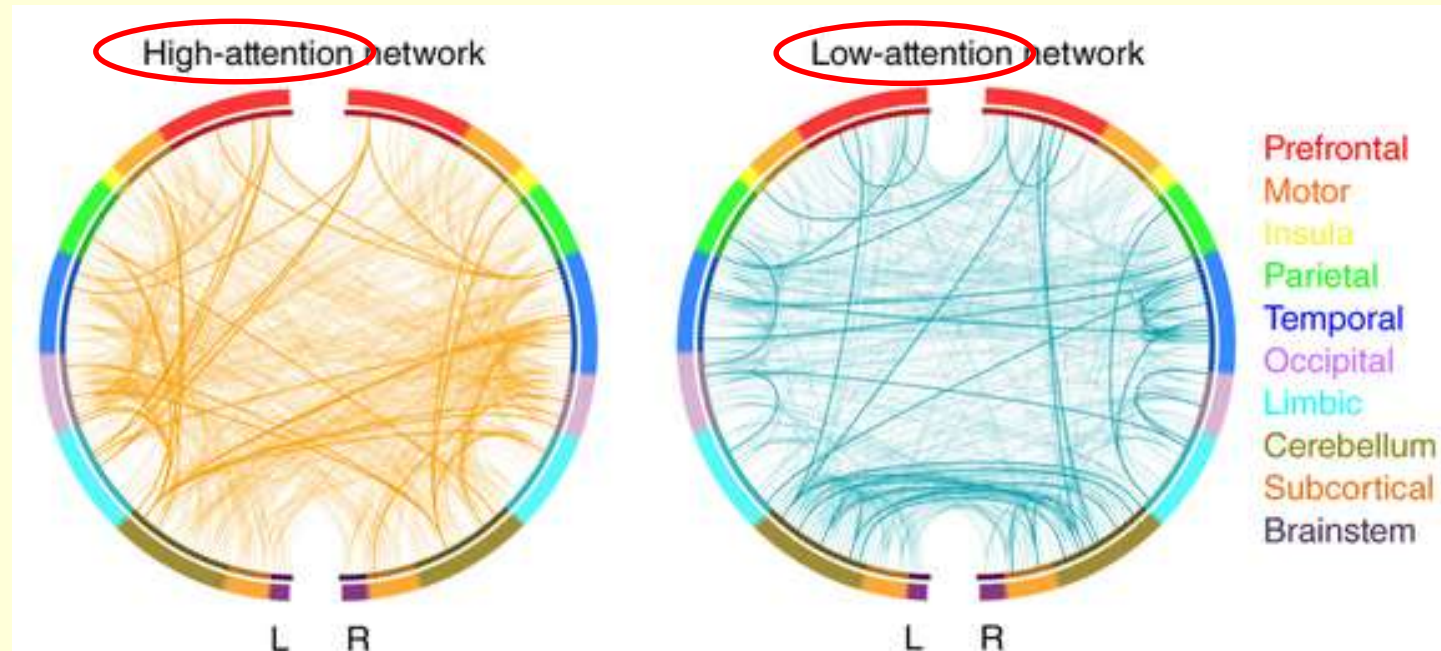 High-attention network
Low-attention network
Prefrontal
Motor
Insula
Parietal
Temporal
Occipital
Limbic
Cerebellum
Subcortical
Brainstem
L R
L R